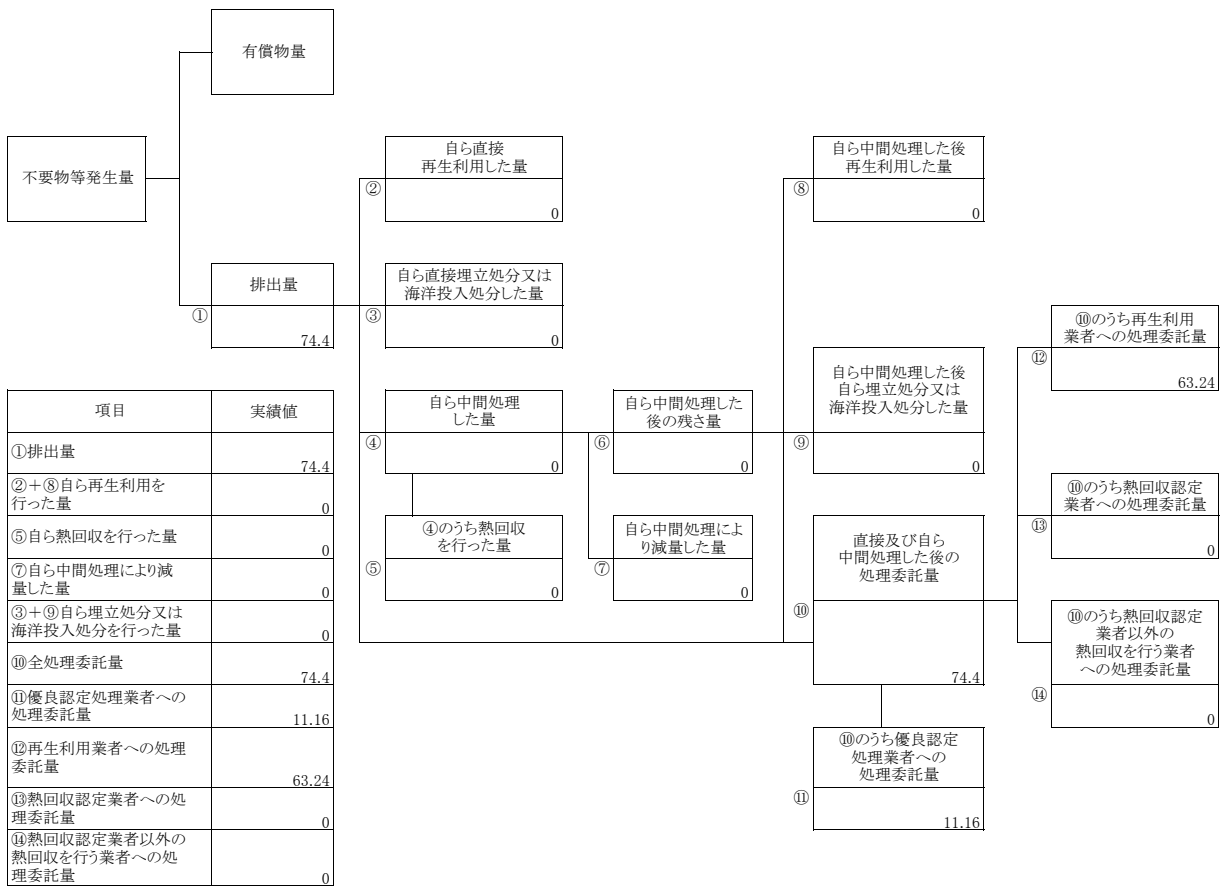 有償物量
不要物等発生量
自ら直接
再生利用した量
②
0
自ら中間処理した後
再生利用した量
⑧
0
排出量
①
74.4
自ら直接埋立処分又は
海洋投入処分した量
③
0
⑩のうち再生利用
業者への処理委託量
⑫
63.24
自ら中間処理した後
自ら埋立処分又は
海洋投入処分した量
⑨
0
自ら中間処理
した量
④
0
自ら中間処理した
後の残さ量
⑥
0
⑩のうち熱回収認定
業者への処理委託量
⑬
0
④のうち熱回収
を行った量
⑤
0
自ら中間処理によ
り減量した量
⑦
0
直接及び自ら
中間処理した後の
処理委託量
⑩
74.4
⑩のうち熱回収認定
業者以外の
熱回収を行う業者
への処理委託量
⑭
0
⑩のうち優良認定
処理業者への
処理委託量
⑪
11.16
項目
実績値
①排出量
74.4
②+⑧自ら再生利用を
行った量
0
⑤自ら熱回収を行った量
0
⑦自ら中間処理により減
量した量
0
③+⑨自ら埋立処分又は
海洋投入処分を行った量
0
⑩全処理委託量
74.4
⑪優良認定処理業者への
処理委託量
11.16
⑫再生利用業者への処理
委託量
63.24
⑬熱回収認定業者への処
理委託量
0
⑭熱回収認定業者以外の
熱回収を行う業者への処
理委託量
0